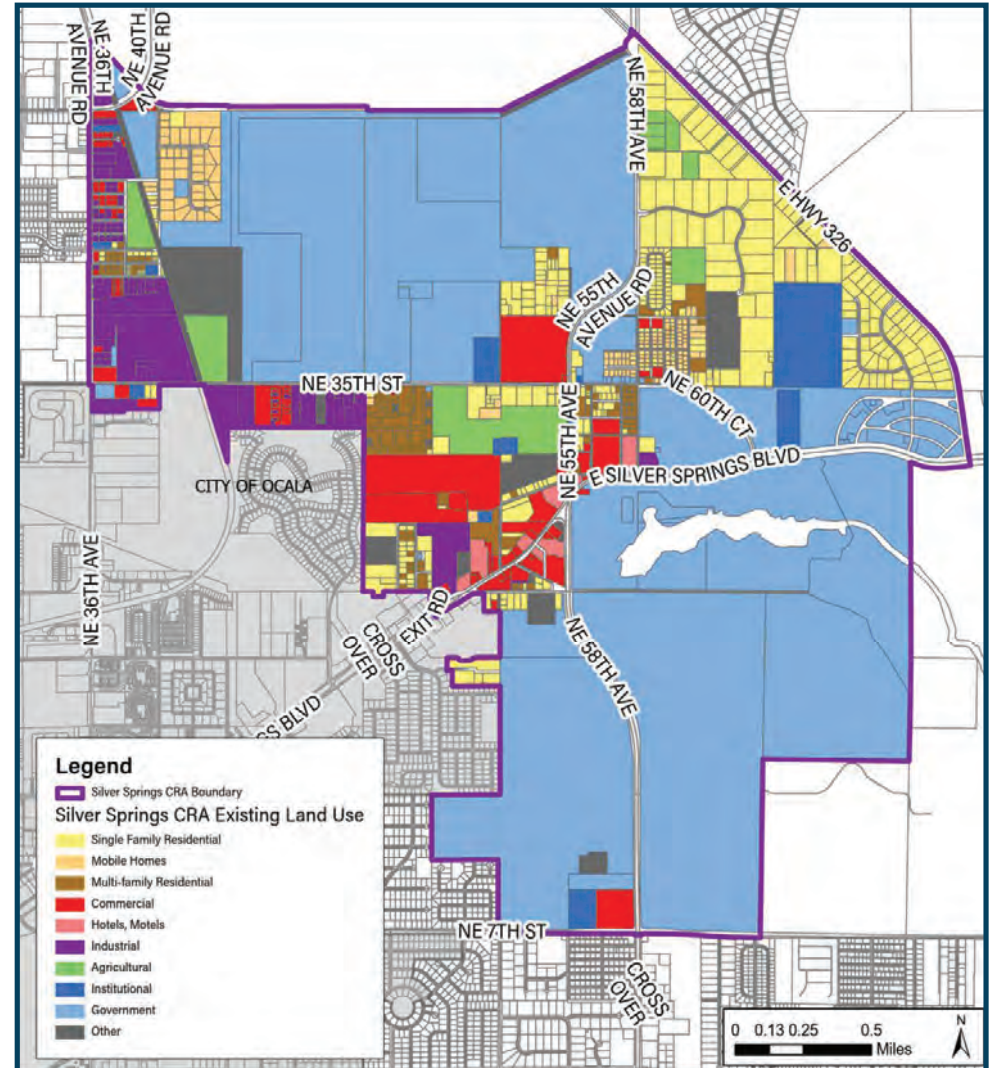 NE 36TH
AVENUE RD
NE 40TH
AVENUE RD
NE 58TH AVE
E HWY 326
NE 55TH
AVENUE RD
NE 35TH ST
NE 60TH CT
NE 55TH AVE
E SILVER SPRINGS BLVD
CITY OF OCALA
NE 36TH AVE
EXIT RD
CROSS
OVER
NE 58TH AVE
GS BLVD
NE 7TH ST
CROSS
OVER
Legend
Silver Springs CRA Boundary
Silver Springs CRA Existing Land Use
Single Family Residential
Mobile Homes
Multi-family Residential
Commercial
Hotels, Motels
Industrial
Agricultural
Institutional
Government
Other
0 0.13 0.25 0.5
Miles
N